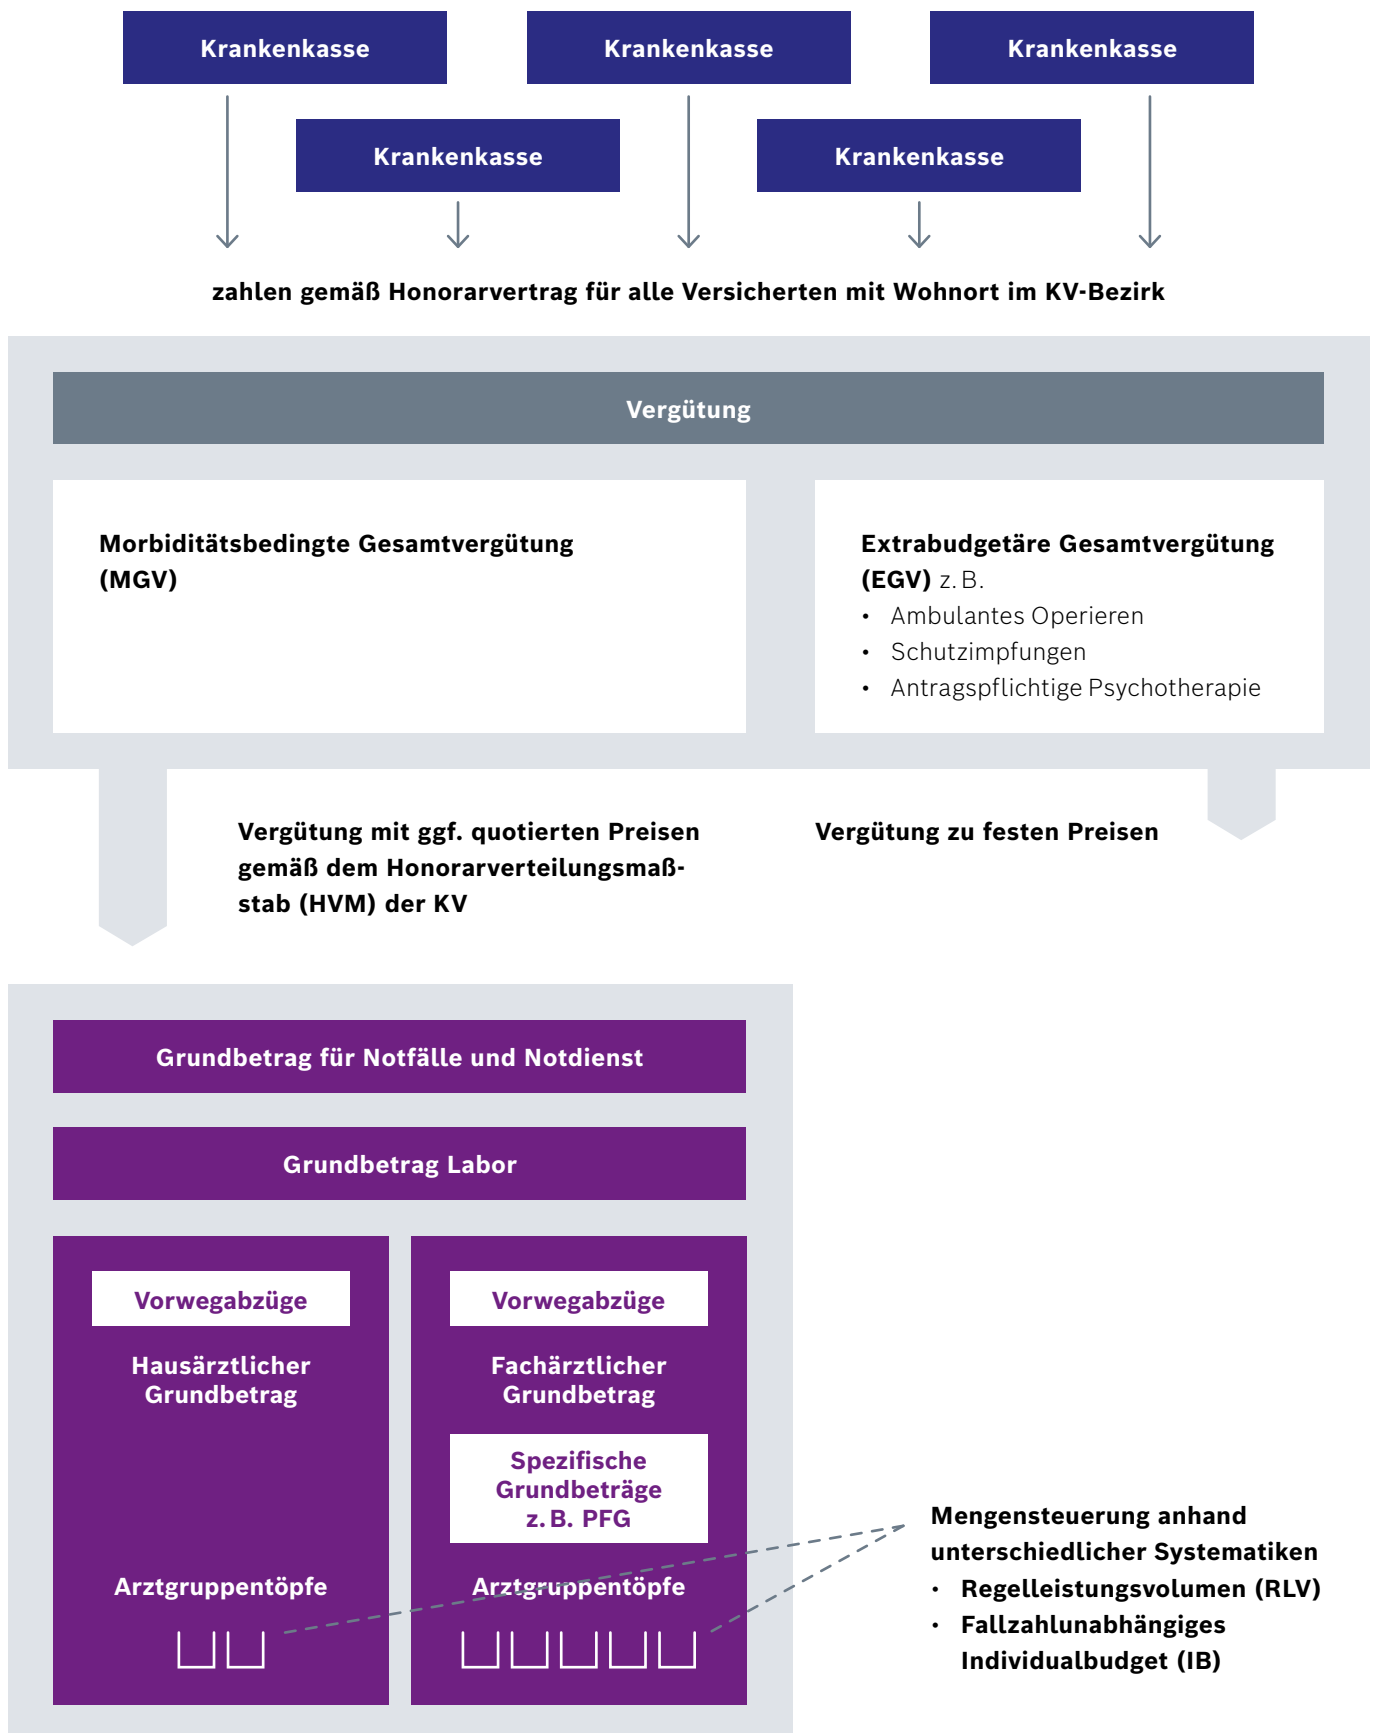 Krankenkasse
Krankenkasse
Krankenkasse
Krankenkasse
Krankenkasse
zahlen gemäß Honorarvertrag für alle Versicherten mit Wohnort im KV-Bezirk
Vergütung
Morbiditätsbedingte Gesamtvergütung
(MGV)
Extrabudgetäre Gesamtvergütung
(EGV) z. B.
• Ambulantes Operieren
• Schutzimpfungen
• Antragspflichtige Psychotherapie
Vergütung mit ggf. quotierten Preisen
gemäß dem Honorarverteilungsmaß-
stab (HVM) der KV
Vergütung zu festen Preisen
Grundbetrag für Notfälle und Notdienst
Grundbetrag Labor
Vorwegabzüge
Hausärztlicher
Grundbetrag
Arztgruppentöpfe
Vorwegabzüge
Fachärztlicher
Grundbetrag
Spezifische
Grundbeträge
z. B. PFG
Arztgruppentöpfe
Mengensteuerung anhand
unterschiedlicher Systematiken
• Regelleistungsvolumen (RLV)
• Fallzahlunabhängiges
Individualbudget (IB)